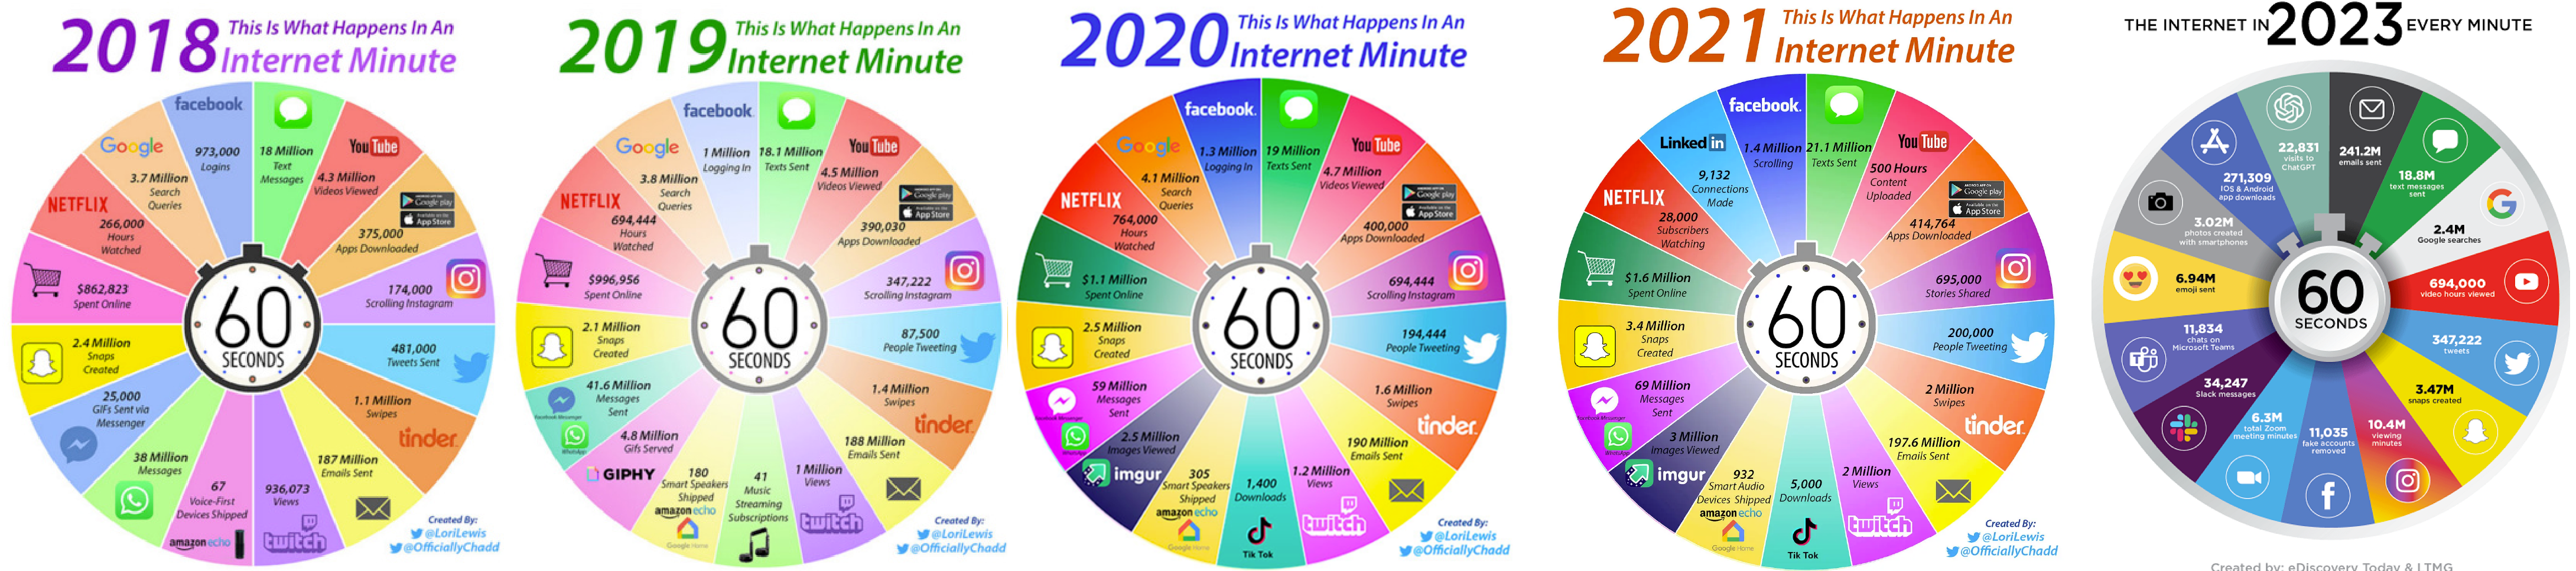 2018 This Is What Happens In An
Internet Minute
facebook
973,000
Logins
18 Million
Text
Messages
YouTube
4.3 Million
Videos Viewed
Google play
App Store
375,000
Apps Downloaded
174,000
Scrolling Instagram
481,000
Tweets Sent
1.1 Million
Swipes
tinder
187 Million
Emails Sent
936,073
Views
twitch
67
Voice-First
Devices Shipped
amazon echo
38 Million
Messages
25,000
GIFs Sent via
Messenger
2.4 Million
Snaps
Created
$862,823
Spent Online
NETFLIX
266,000
Hours
Watched
Google
3.7 Million
Search
Queries
60
SECONDS
Created By:
@LoriLewis
@OfficiallyChadd
2019 This Is What Happens In An
Internet Minute
facebook
1 Million
Logging In
18.1 Million
Texts Sent
YouTube
4.5 Million
Videos Viewed
Google play
App Store
390,030
Apps Downloaded
347,222
Scrolling Instagram
87,500
People Tweeting
1.4 Million
Swipes
tinder
188 Million
Emails Sent
1 Million
Views
twitch
41
Music
Streaming
Subscriptions
180
Smart Speakers
Shipped
amazon echo
Google Home
4.8 Million
Gifs Served
GIPHY
41.6 Million
Messages
Sent
Facebook Messenger
WhatsApp
2.1 Million
Snaps
Created
$996,956
Spent Online
NETFLIX
694,444
Hours
Watched
Google
3.8 Million
Search
Queries
60
SECONDS
Created By:
@LoriLewis
@OfficiallyChadd
2020 This Is What Happens In An
Internet Minute
facebook.
1.3 Million
Logging In
19 Million
Texts Sent
YouTube
4.7 Million
Videos Viewed
Google play
App Store
400,000
Apps Downloaded
694,444
Scrolling Instagram
194,444
People Tweeting
1.6 Million
Swipes
tinder
190 Million
Emails Sent
1.2 Million
Views
twitch
1,400
Downloads
Tik Tok
305
Smart Speakers
Shipped
amazon echo
Google Home
2.5 Million
Images Viewed
imgur
59 Million
Messages
Sent
Facebook Messenger
WhatsApp
2.5 Million
Snaps
Created
$1.1 Million
Spent Online
NETFLIX
764,000
Hours
Watched
Google
4.1 Million
Search
Queries
60
SECONDS
Created By:
@LoriLewis
@OfficiallyChadd
2021 This Is What Happens In An
Internet Minute
facebook.
1.4 Million
Scrolling
21.1 Million
Texts Sent
YouTube
500 Hours
Content
Uploaded
Google play
App Store
414,764
Apps Downloaded
695,000
Stories Shared
200,000
People Tweeting
2 Million
Swipes
tinder
197.6 Million
Emails Sent
2 Million
Views
twitch
5,000
Downloads
Tik Tok
932
Smart Audio
Devices Shipped
amazon echo
Google Home
3 Million
Images Viewed
imgur
69 Million
Messages
Sent
Facebook Messenger
WhatsApp
3.4 Million
Snaps
Created
$1.6 Million
Spent Online
NETFLIX
28,000
Subscribers
Watching
Linked in
9,132
Connections
Made
60
SECONDS
Created By:
@LoriLewis
@OfficiallyChadd
THE INTERNET IN 2023 EVERY MINUTE
241.2M
emails sent
18.8M
text messages
sent
2.4M
Google searches
694,000
video hours viewed
347,222
tweets
3.47M
snaps created
10.4M
viewing
minutes
11,035
fake accounts
removed
6.3M
total Zoom
meeting minutes
34,247
Slack messages
11,834
chats on
Microsoft Teams
6.94M
emoji sent
3.02M
photos created
with smartphones
271,309
IOS & Android
app downloads
22,831
visits to
ChatGPT
60
SECONDS
Created by: eDiscovery Today & LTMG